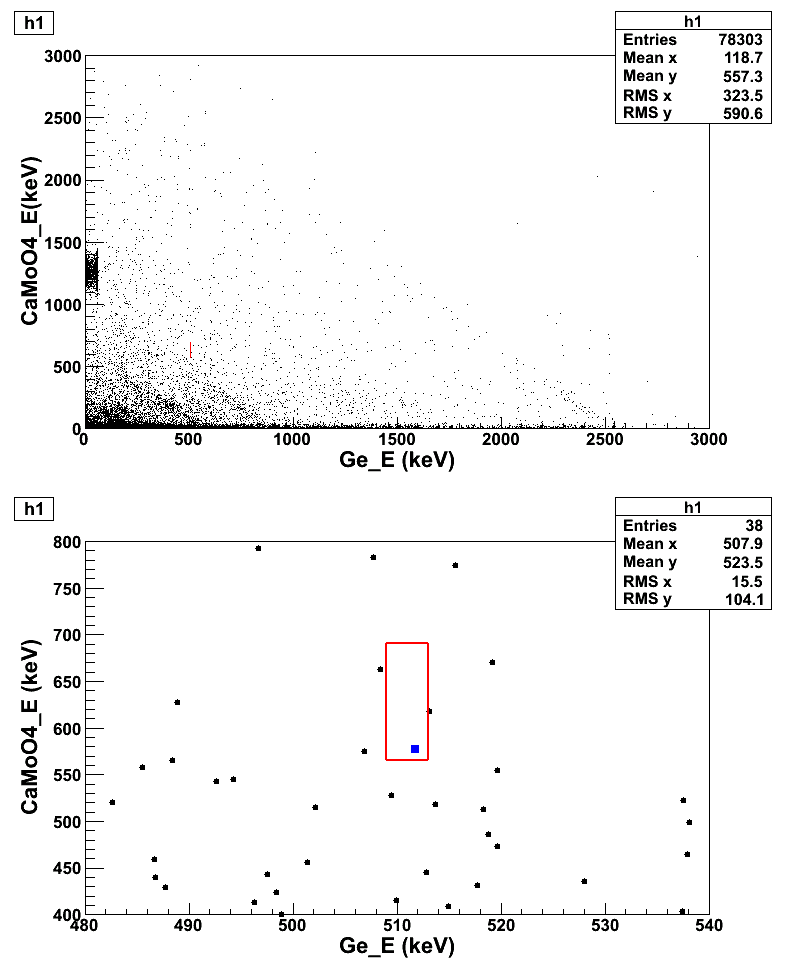 h1
h1
Entries 78303
Mean x 118.7
Mean y 557.3
RMS x 323.5
RMS y 590.6
3000
2500
2000
1500
1000
500
0
CaMoO4_E(keV)
0 500 1000 1500 2000 2500 3000
Ge_E (keV)
h1
h1
Entries 38
Mean x 507.9
Mean y 523.5
RMS x 15.5
RMS y 104.1
800
750
700
650
600
550
500
450
400
CaMoO4_E (keV)
480 490 500 510 520 530 540
Ge_E (keV)